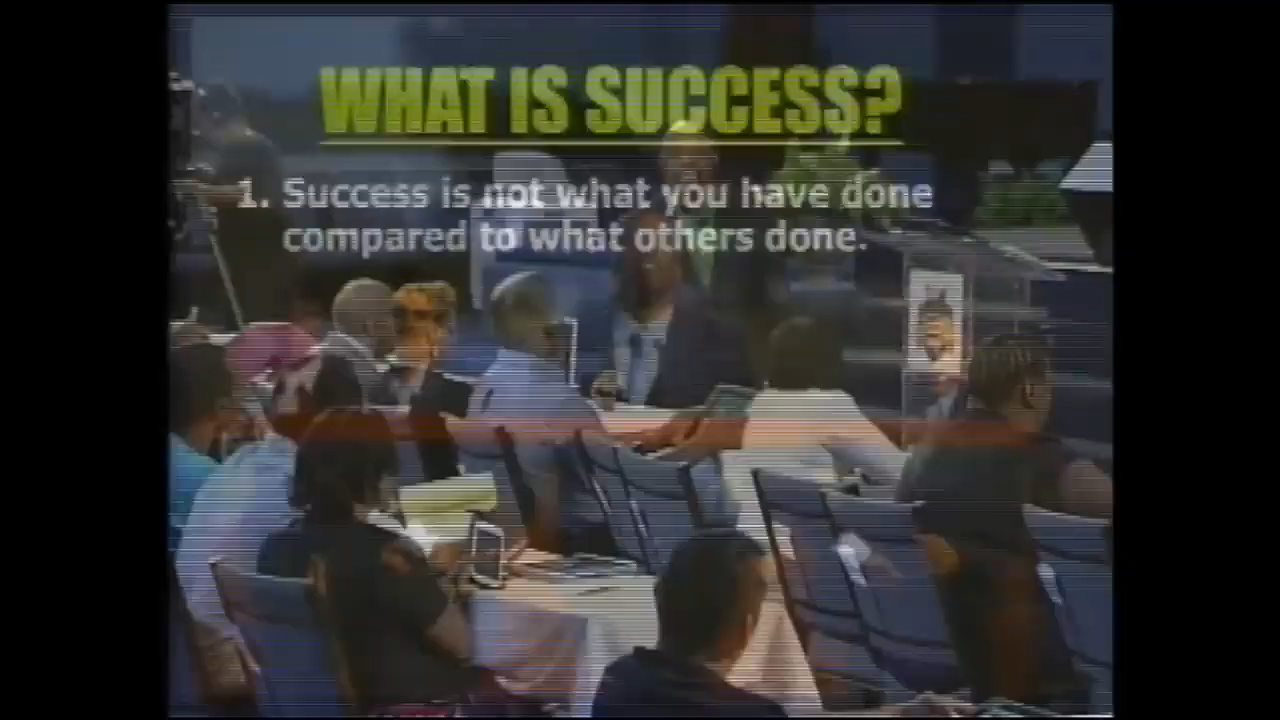 WHAT IS SUCCESS?
1. Success is not what you have done
compared to what others done.